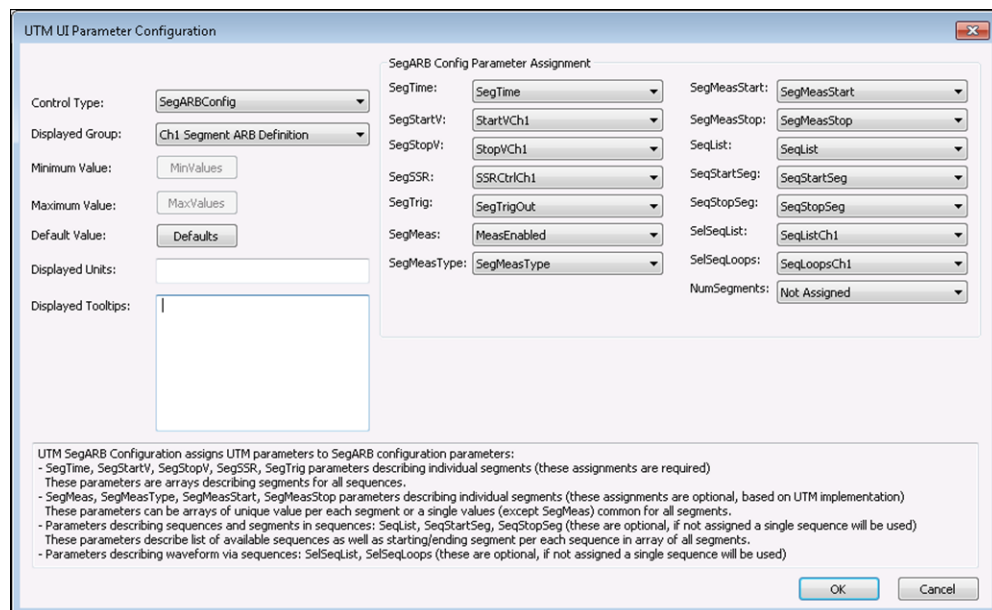 UTM UI Parameter Configuration
SegARB Config Parameter Assignment
Control Type: SegARBConfig
Displayed Group: Ch1 Segment ARB Definition
Minimum Value: MinValues
Maximum Value: MaxValues
Default Value: Defaults
Displayed Units:
Displayed Tooltips:
SegTime: SegTime
SegStartV: StartVCh1
SegStopV: StopVCh1
SegSSR: SSRCtrlCh1
SegTrig: SegTrigOut
SegMeas: MeasEnabled
SegMeasType: SegMeasType
SegMeasStart: SegMeasStart
SegMeasStop: SegMeasStop
SeqList: SeqList
SeqStartSeg: SeqStartSeg
SeqStopSeg: SeqStopSeg
SelSeqList: SeqListCh1
SelSeqLoops: SeqLoopsCh1
NumSegments: Not Assigned
UTM SegARB Configuration assigns UTM parameters to SegARB configuration parameters:
- SegTime, SegStartV, SegStopV, SegSSR, SegTrig parameters describing individual segments (these assignments are required)
These parameters are arrays describing segments for all sequences.
- SegMeas, SegMeasType, SegMeasStart, SegMeasStop parameters describing individual segments (these assignments are optional, based on UTM implementation)
These parameters can be arrays of unique value per each segment or a single values (except SegMeas) common for all segments.
- Parameters describing sequences and segments in sequences: SeqList, SeqStartSeg, SeqStopSeg (these are optional, if not assigned a single sequence will be used)
These parameters describe list of available sequences as well as starting/ending segment per each sequence in array of all segments.
- Parameters describing waveform via sequences: SelSeqList, SelSeqLoops (these are optional, if not assigned a single sequence will be used)
OK
Cancel